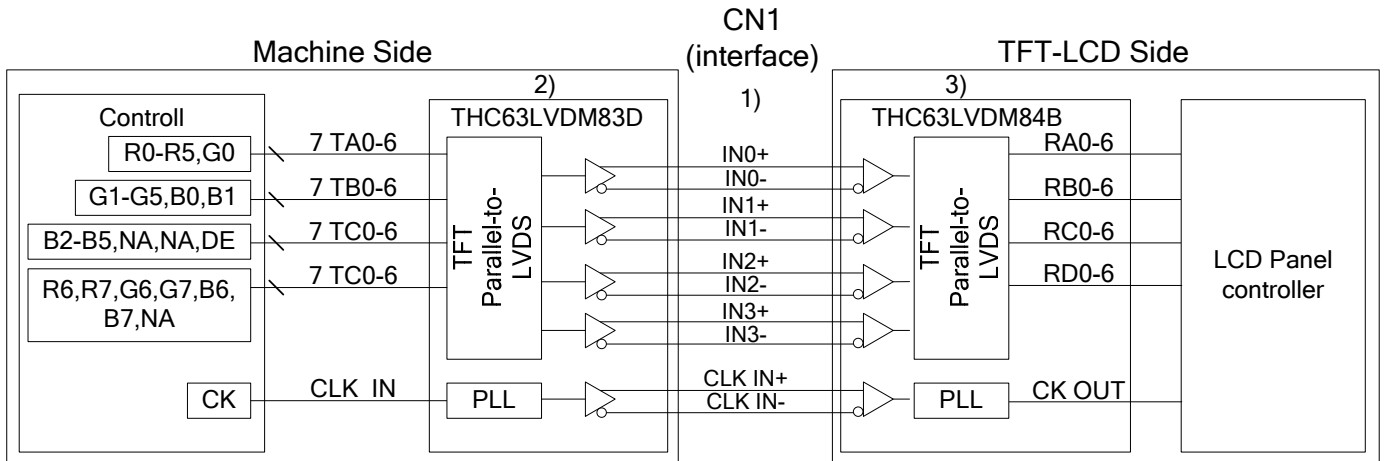 CN1
(interface)
Machine Side
TFT-LCD Side
1)
2)
3)
Controll
R0-R5,G0
G1-G5,B0,B1
B2-B5,NA,NA,DE
R6,R7,G6,G7,B6,
B7,NA
CK
7 TA0-6
7 TB0-6
7 TC0-6
7 TC0-6
CLK IN
THC63LVDM83D
TFT
Parallel-to-
LVDS
PLL
IN0+
IN0-
IN1+
IN1-
IN2+
IN2-
IN3+
IN3-
CLK IN+
CLK IN-
THC63LVDM84B
TFT
Parallel-to-
LVDS
PLL
RA0-6
RB0-6
RC0-6
RD0-6
CK OUT
LCD Panel
controller